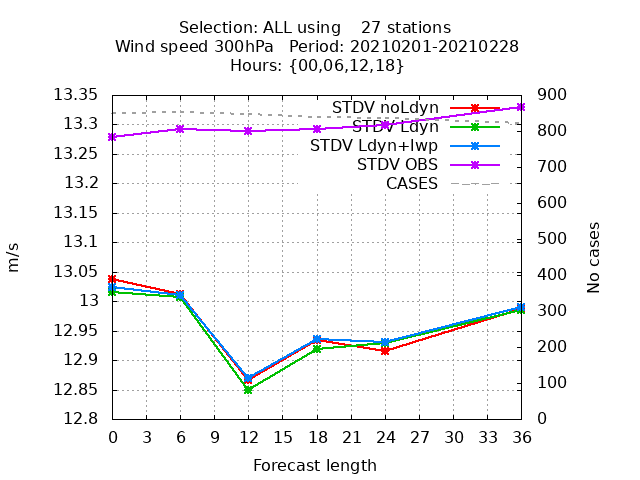 Selection: ALL using    27 stations
Wind speed 300hPa   Period: 20210201-20210228
Hours: {00,06,12,18}
STDV noLdyn
STDV Ldyn
STDV Ldyn+lwp
STDV OBS
CASES
13.35
13.3
13.25
13.2
13.15
13.1
13.05
13
12.95
12.9
12.85
12.8
m/s
900
800
700
600
500
400
300
200
100
0
No cases
0 3 6 9 12 15 18 21 24 27 30 33 36
Forecast length